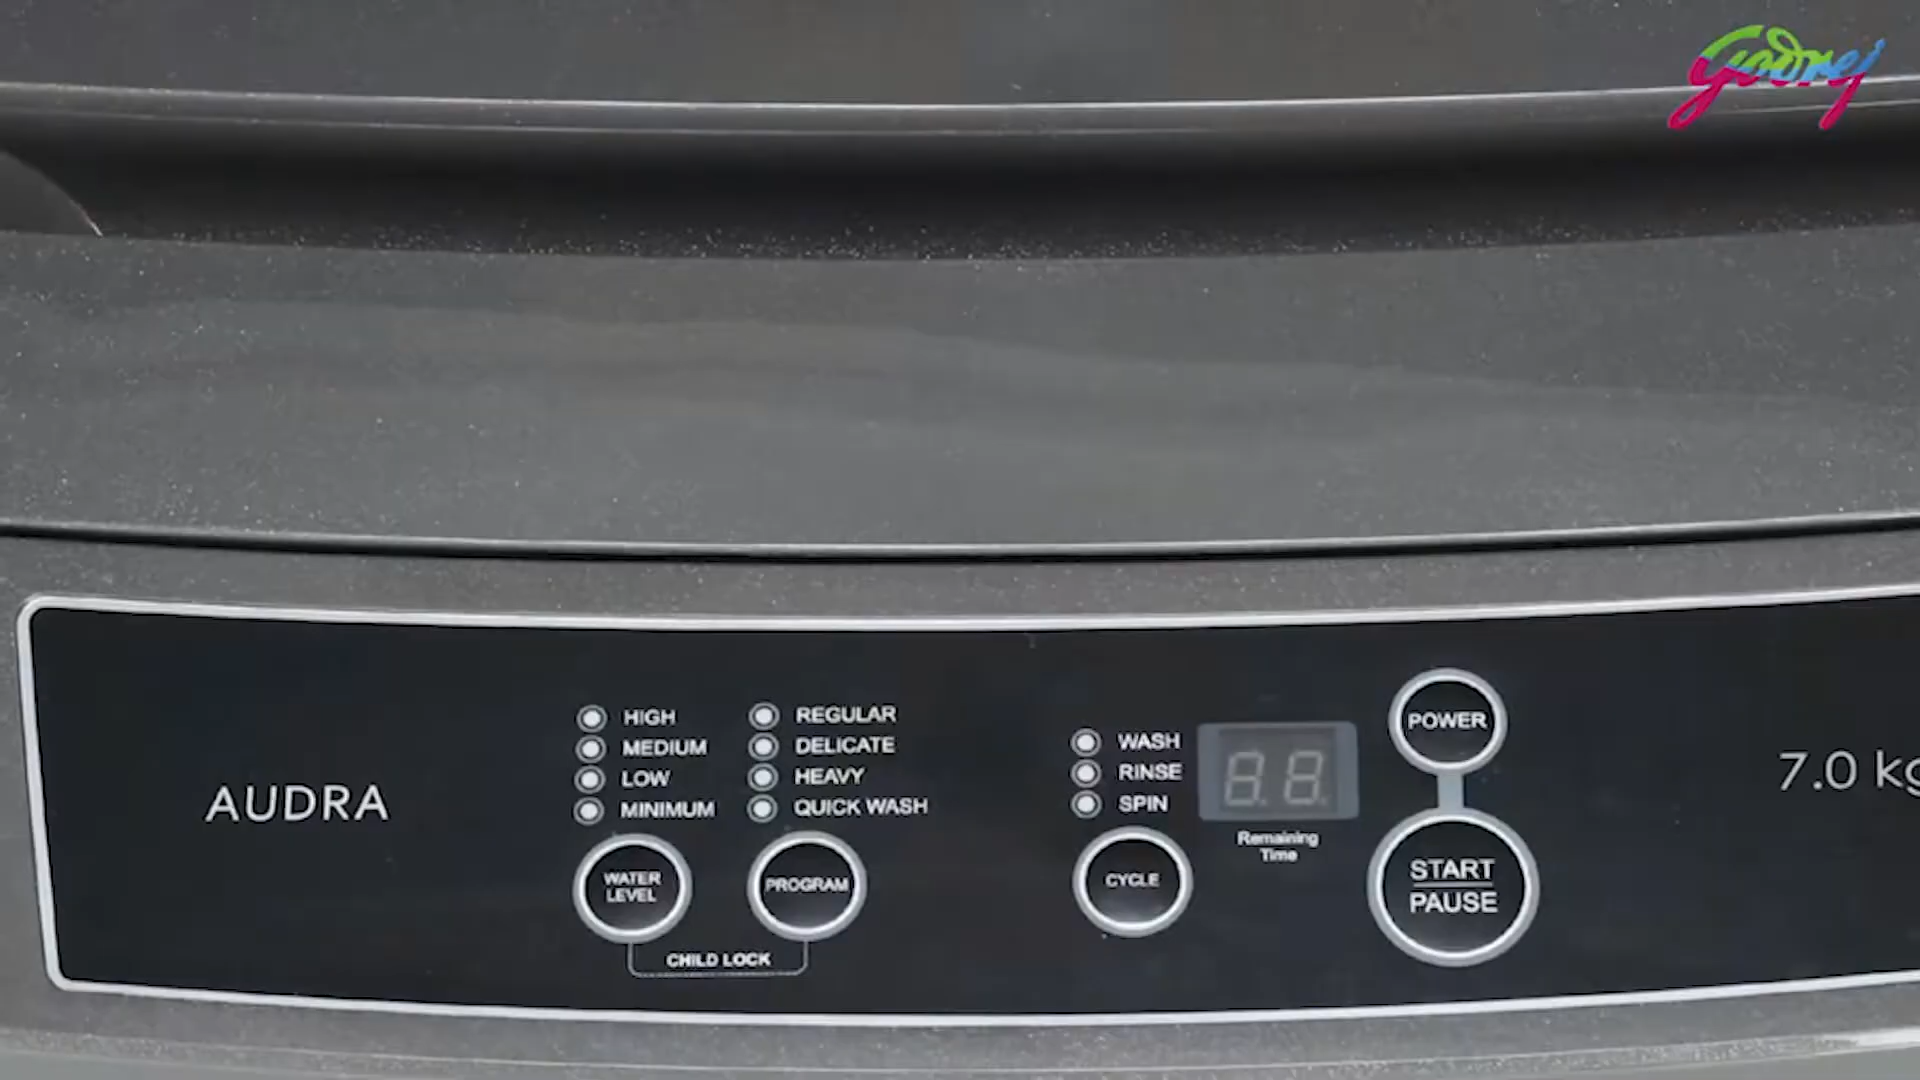 Godrej
AUDRA
HIGH
MEDIUM
LOW
MINIMUM
WATER
LEVEL
REGULAR
DELICATE
HEAVY
QUICK WASH
PROGRAM
CHILD LOCK
WASH
RINSE
SPIN
CYCLE
88
Remaining
Time
POWER
START
PAUSE
7.0 kg